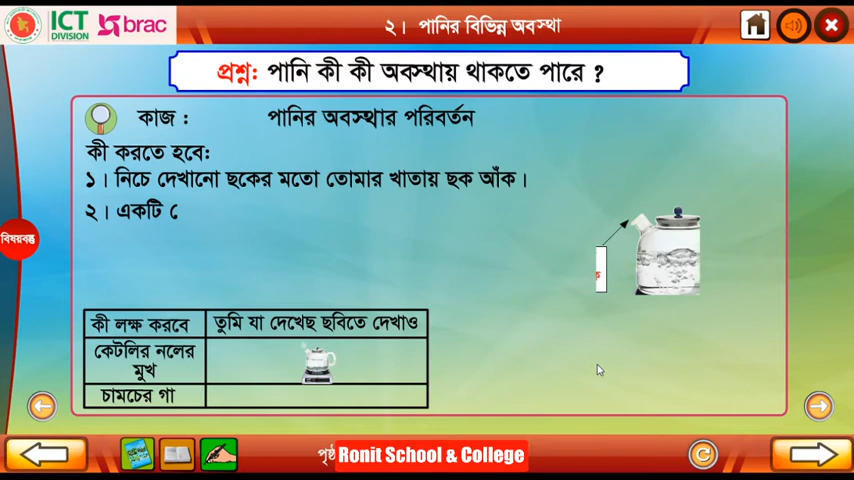 ICT
DIVISION
brac
২। পানির বিভিন্ন অবস্থা
প্রশ্ন: পানি কী কী অবস্থায় থাকতে পারে ?
কাজ : পানির অবস্থার পরিবর্তন
কী করতে হবে:
১। নিচে দেখানো ছকের মতো তোমার খাতায় ছক আঁক।
২। একটি
বিষয়বস্তু
কী লক্ষ করবে তুমি যা দেখেছ ছবিতে দেখাও
কেটলির নলের
মুখ
চামচের গা
Ronit School & College